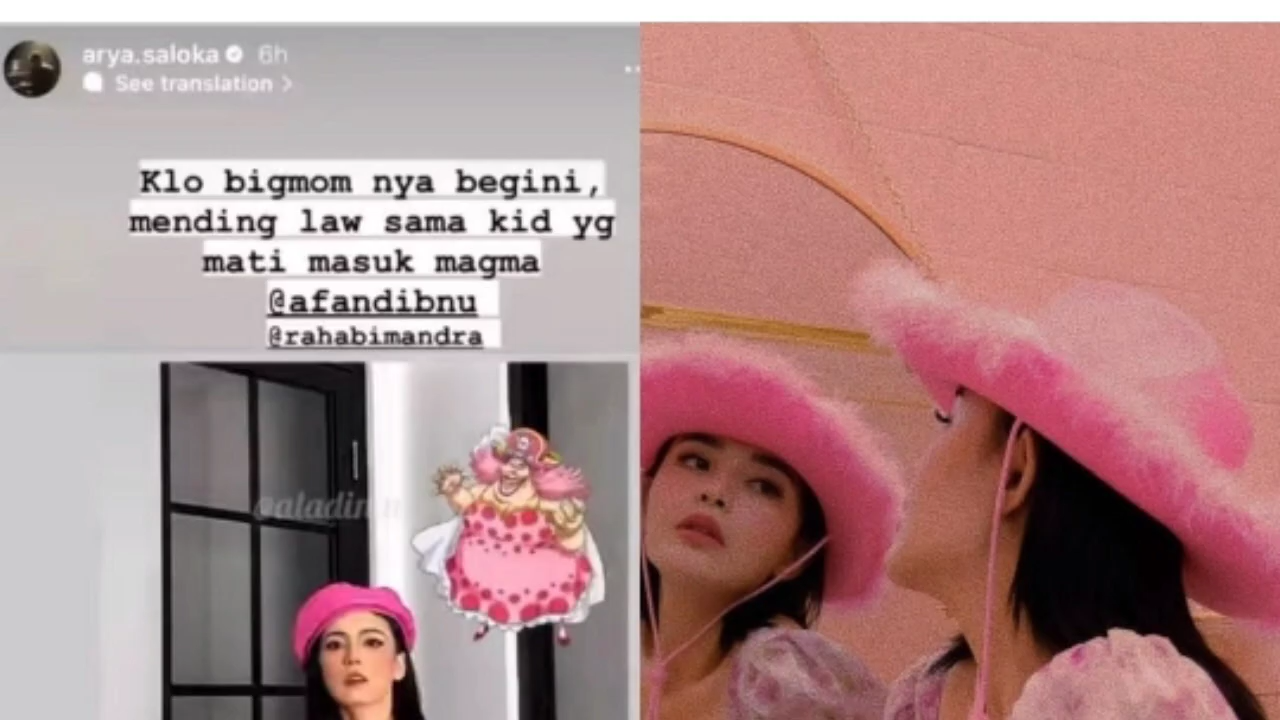 arya.saloka 6h
See translation >
Klo bigmom nya begini,
mending law sama kid yg
mati masuk magma
@afandibnu
@rahabimandra